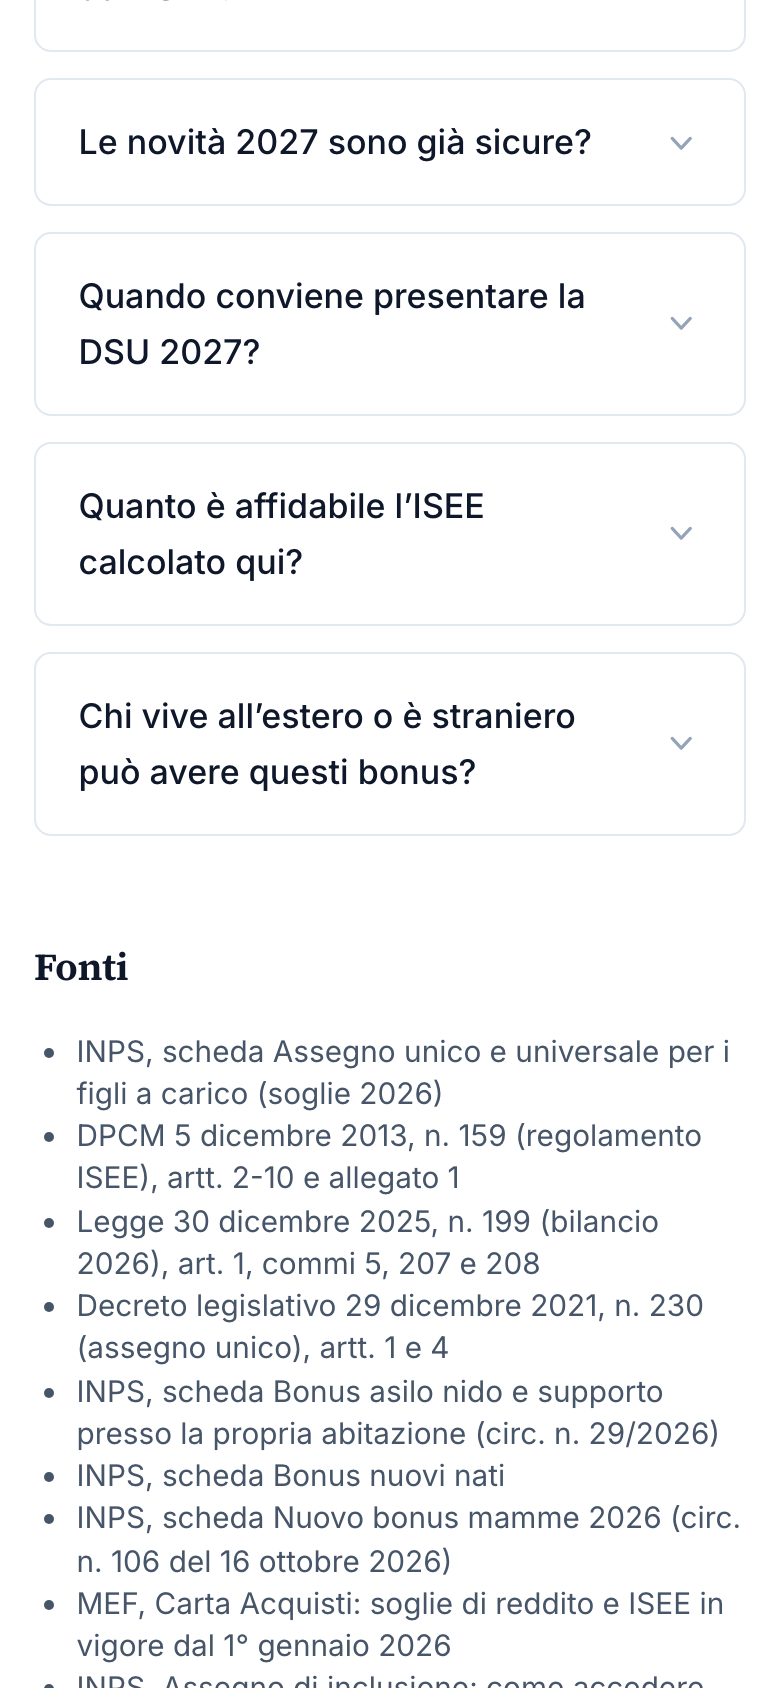 Le novità 2027 sono già sicure?
Quando conviene presentare la
DSU 2027?
Quanto è affidabile l’ISEE
calcolato qui?
Chi vive all’estero o è straniero
può avere questi bonus?
Fonti
• INPS, scheda Assegno unico e universale per i
figli a carico (soglie 2026)
• DPCM 5 dicembre 2013, n. 159 (regolamento
ISEE), artt. 2-10 e allegato 1
• Legge 30 dicembre 2025, n. 199 (bilancio
2026), art. 1, commi 5, 207 e 208
• Decreto legislativo 29 dicembre 2021, n. 230
(assegno unico), artt. 1 e 4
• INPS, scheda Bonus asilo nido e supporto
presso la propria abitazione (circ. n. 29/2026)
• INPS, scheda Bonus nuovi nati
• INPS, scheda Nuovo bonus mamme 2026 (circ.
n. 106 del 16 ottobre 2026)
• MEF, Carta Acquisti: soglie di reddito e ISEE in
vigore dal 1° gennaio 2026
• INPS, Assegno di inclusione: come accedere